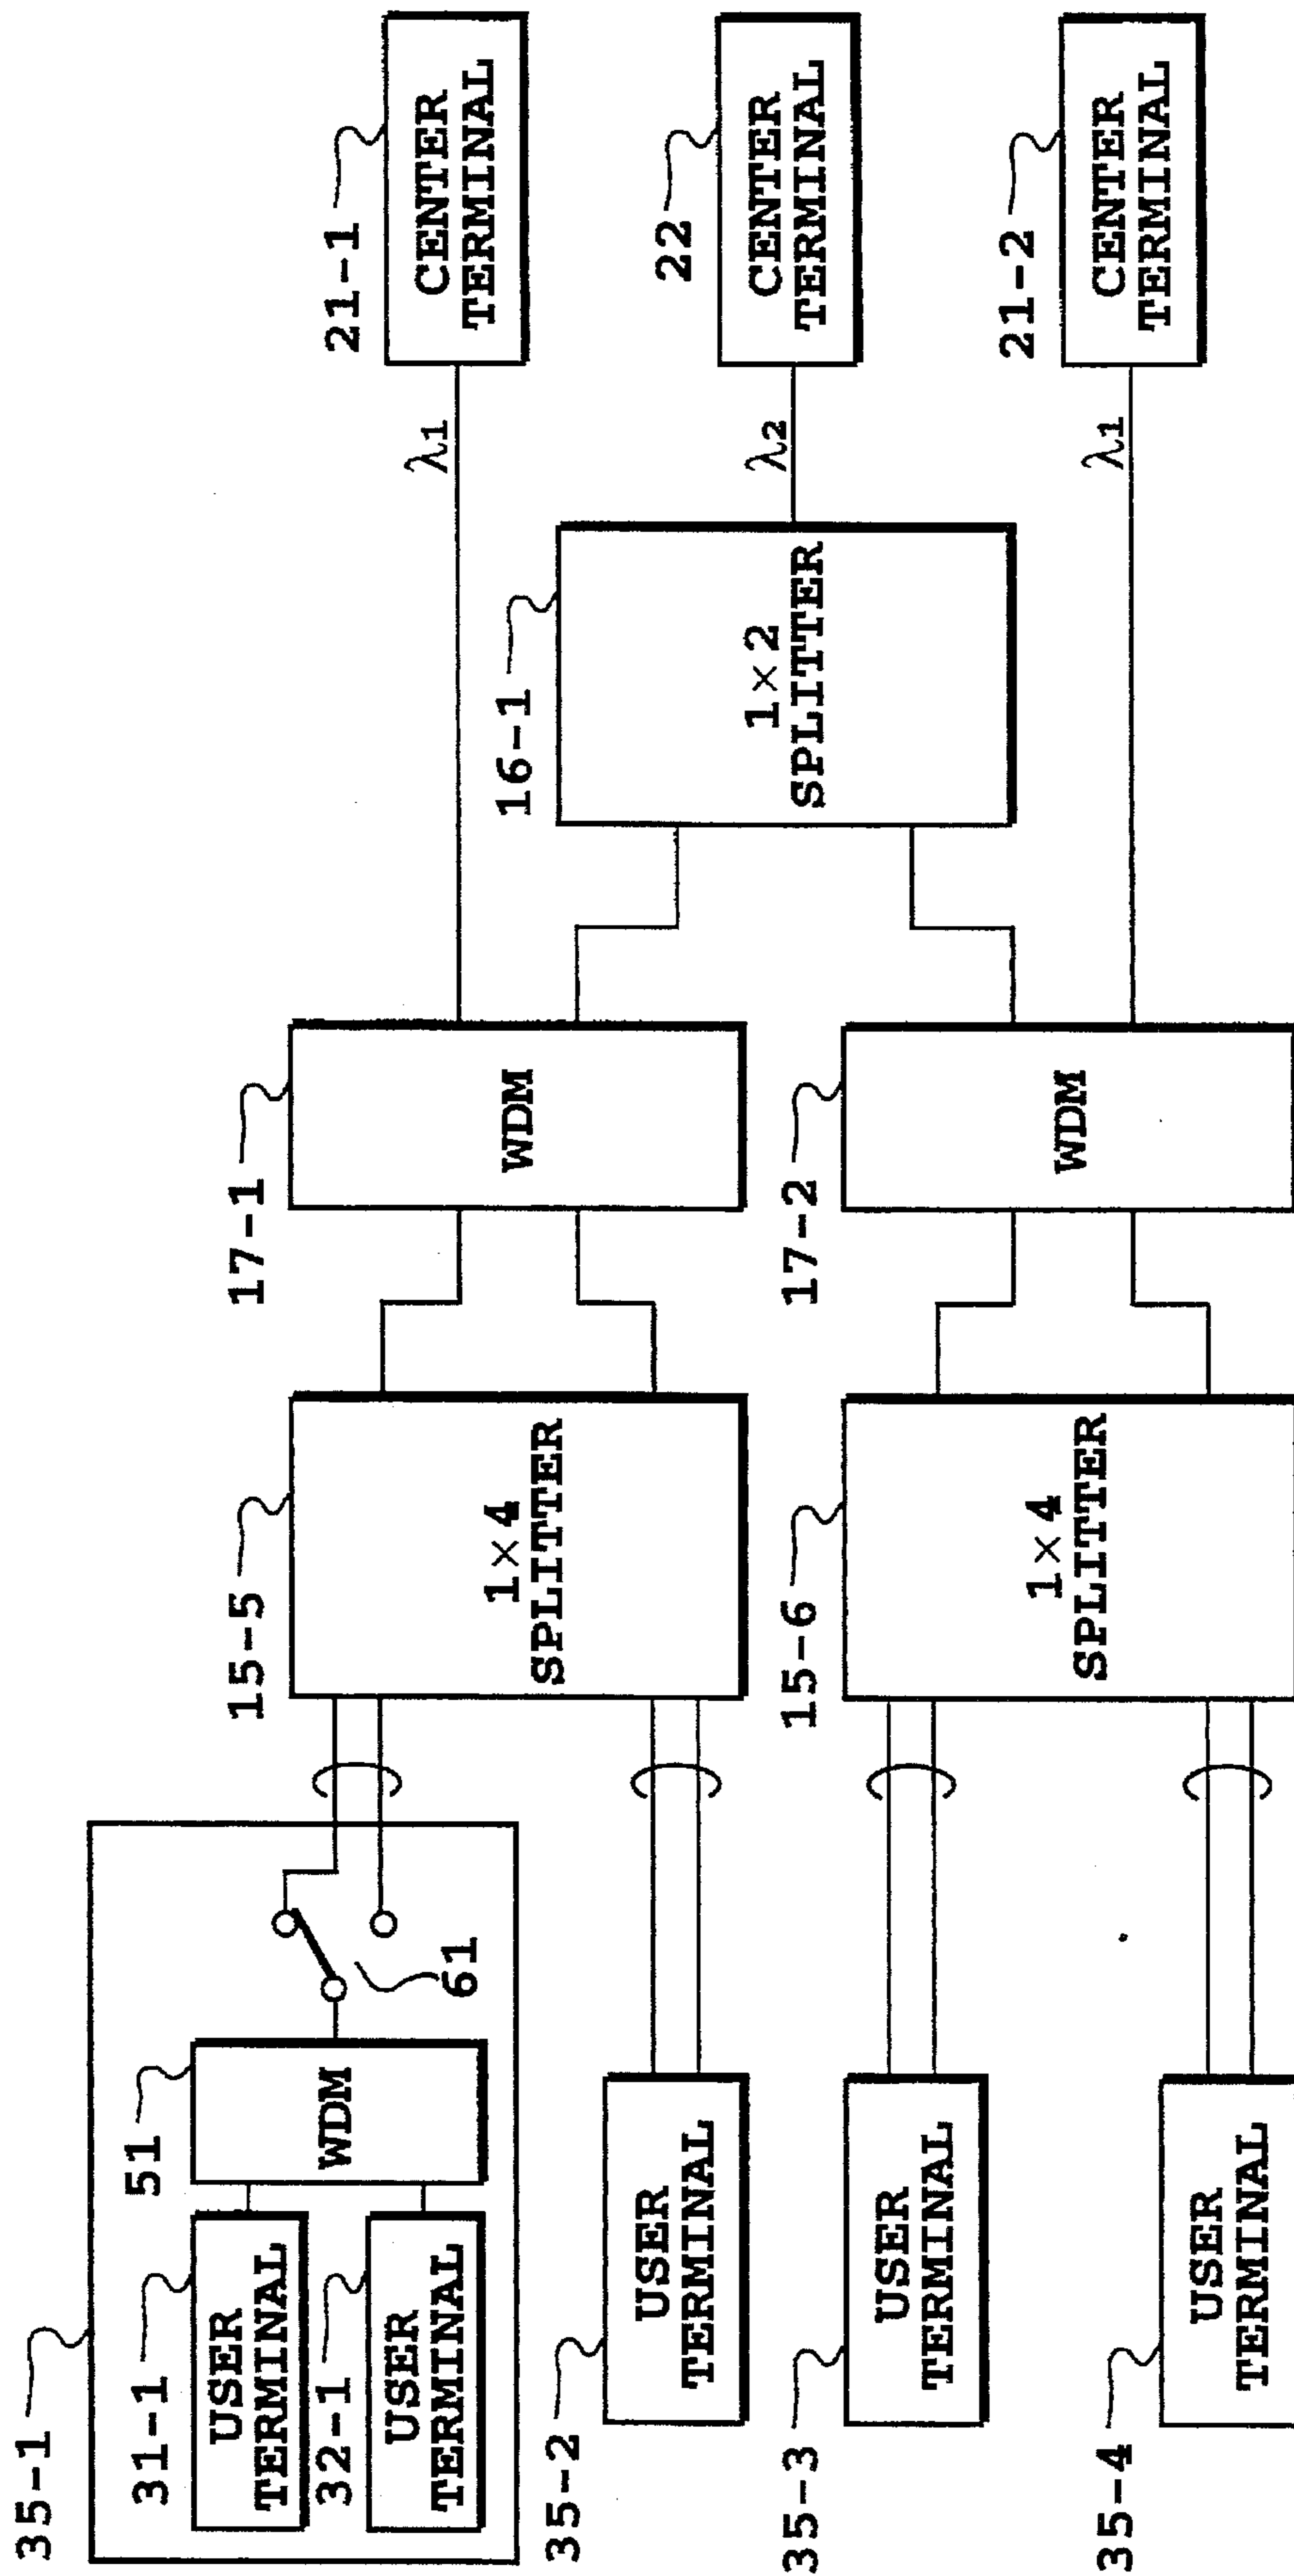 35-1
31-1
USER
TERMINAL
32-1
USER
TERMINAL
51
WDM
61
35-2
USER
TERMINAL
35-3
USER
TERMINAL
35-4
USER
TERMINAL
15-5
1×4
SPLITTER
15-6
1×4
SPLITTER
17-1
WDM
17-2
WDM
16-1
1×2
SPLITTER
λ1
λ2
λ1
21-1
CENTER
TERMINAL
22
CENTER
TERMINAL
21-2
CENTER
TERMINAL